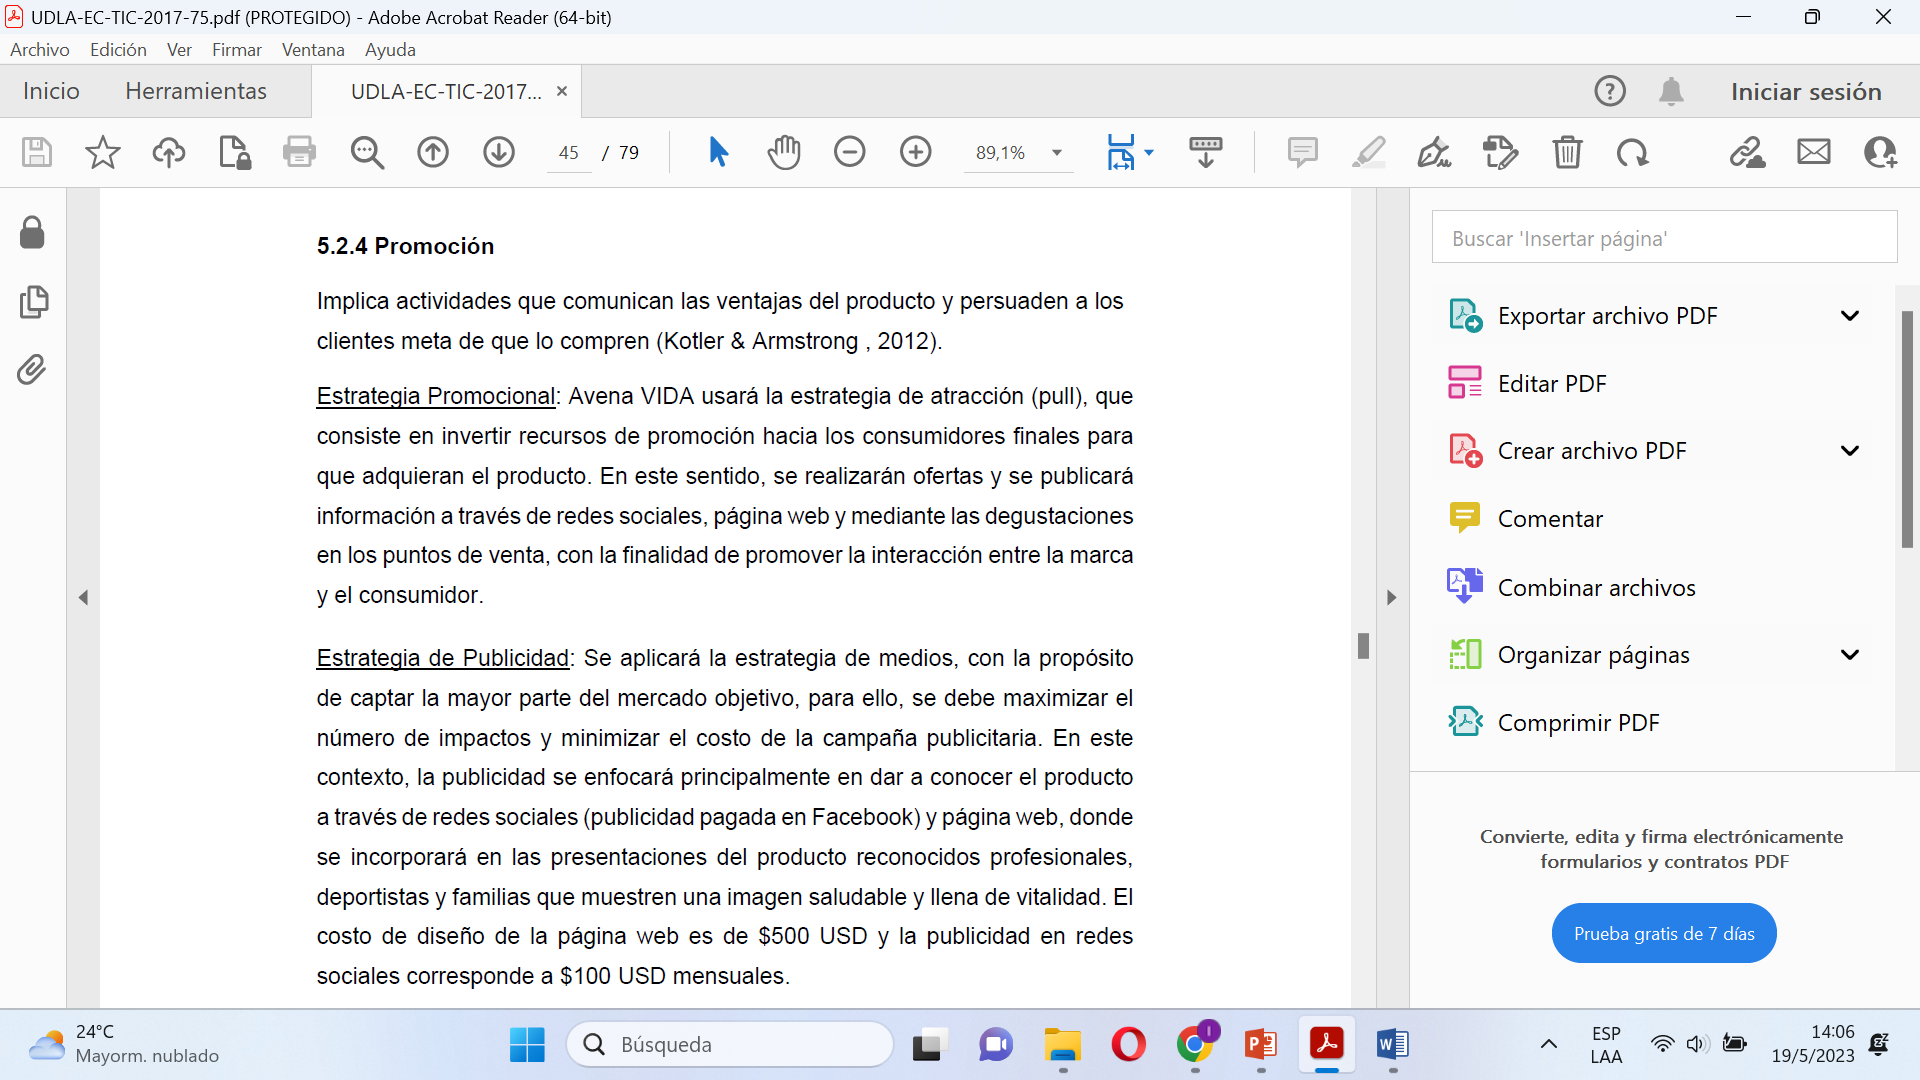 UDLA-EC-TIC-2017-75.pdf (PROTEGIDO) - Adobe Acrobat Reader (64-bit)
Archivo Edición Ver Firmar Ventana Ayuda
Inicio Herramientas UDLA-EC-TIC-2017... × Iniciar sesión
45 / 79 89,1%
5.2.4 Promoción
Implica actividades que comunican las ventajas del producto y persuaden a los
clientes meta de que lo compren (Kotler & Armstrong , 2012).
Estrategia Promocional: Avena VIDA usará la estrategia de atracción (pull), que
consiste en invertir recursos de promoción hacia los consumidores finales para
que adquieran el producto. En este sentido, se realizarán ofertas y se publicará
información a través de redes sociales, página web y mediante las degustaciones
en los puntos de venta, con la finalidad de promover la interacción entre la marca
y el consumidor.
Estrategia de Publicidad: Se aplicará la estrategia de medios, con la propósito
de captar la mayor parte del mercado objetivo, para ello, se debe maximizar el
número de impactos y minimizar el costo de la campaña publicitaria. En este
contexto, la publicidad se enfocará principalmente en dar a conocer el producto
a través de redes sociales (publicidad pagada en Facebook) y página web, donde
se incorporará en las presentaciones del producto reconocidos profesionales,
deportistas y familias que muestren una imagen saludable y llena de vitalidad. El
costo de diseño de la página web es de $500 USD y la publicidad en redes
sociales corresponde a $100 USD mensuales.
Buscar 'Insertar página'
Exportar archivo PDF
Editar PDF
Crear archivo PDF
Comentar
Combinar archivos
Organizar páginas
Comprimir PDF
Convierte, edita y firma electrónicamente
formularios y contratos PDF
Prueba gratis de 7 días
24°C
Mayorm. nublado
Búsqueda
ESP
LAA
14:06
19/5/2023